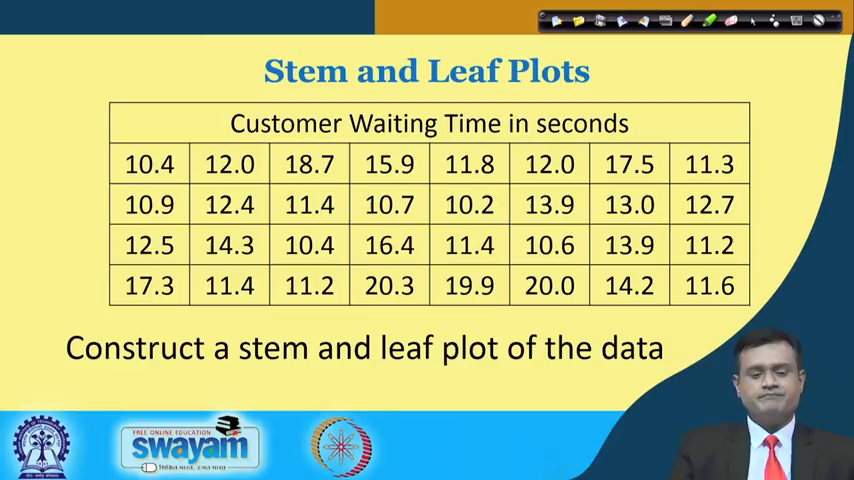 Stem and Leaf Plots
Customer Waiting Time in seconds
10.4 12.0 18.7 15.9 11.8 12.0 17.5 11.3
10.9 12.4 11.4 10.7 10.2 13.9 13.0 12.7
12.5 14.3 10.4 16.4 11.4 10.6 13.9 11.2
17.3 11.4 11.2 20.3 19.9 20.0 14.2 11.6
Construct a stem and leaf plot of the data
FREE ONLINE EDUCATION
swayam